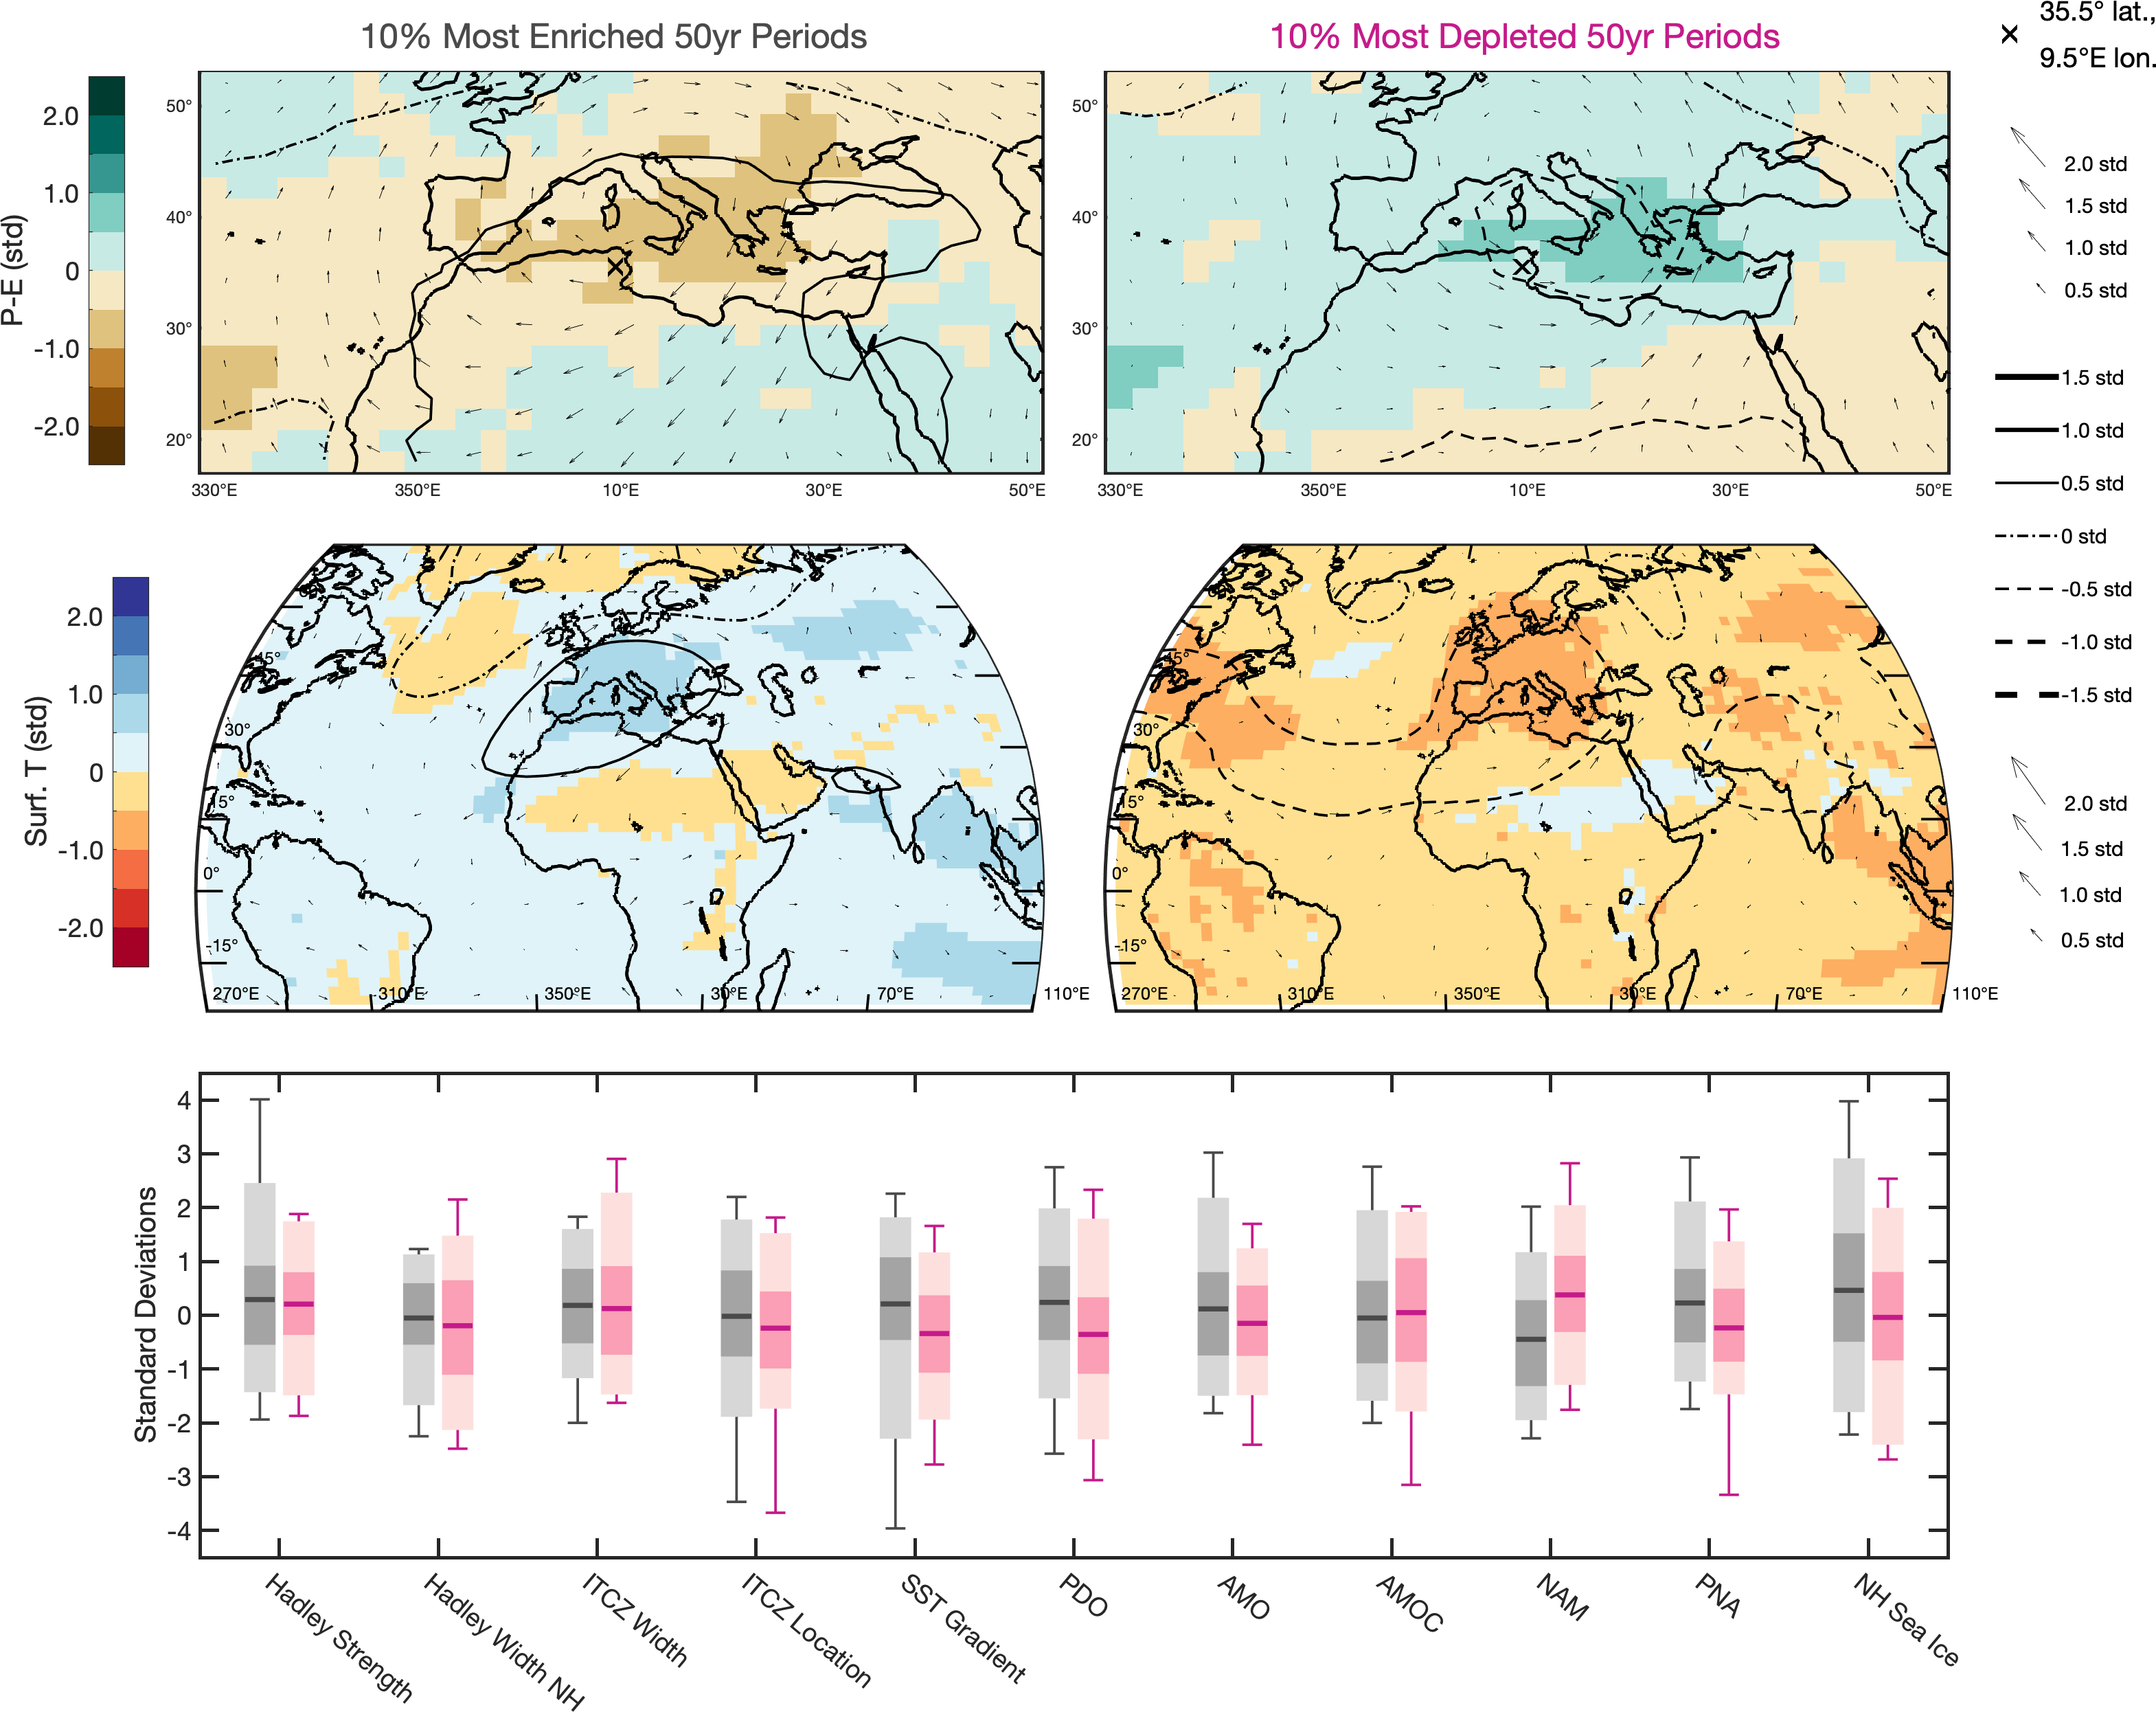 10% Most Enriched 50yr Periods
10% Most Depleted 50yr Periods
35.5° lat.,
9.5°E lon.
P-E (std)
2.0
1.0
0
-1.0
-2.0
50°
40°
30°
20°
330°E
350°E
10°E
30°E
50°E
50°
40°
30°
20°
330°E
350°E
10°E
30°E
50°E
2.0 std
1.5 std
1.0 std
0.5 std
1.5 std
1.0 std
0.5 std
0 std
-0.5 std
-1.0 std
-1.5 std
Surf. T (std)
2.0
1.0
0
-1.0
-2.0
45°
30°
15°
0°
-15°
270°E
310°E
350°E
30°E
70°E
110°E
45°
30°
15°
0°
-15°
270°E
310°E
350°E
30°E
70°E
110°E
2.0 std
1.5 std
1.0 std
0.5 std
Standard Deviations
4
3
2
1
0
-1
-2
-3
-4
Hadley Strength
Hadley Width NH
ITCZ Width
ITCZ Location
SST Gradient
PDO
AMO
AMOC
NAM
PNA
NH Sea Ice